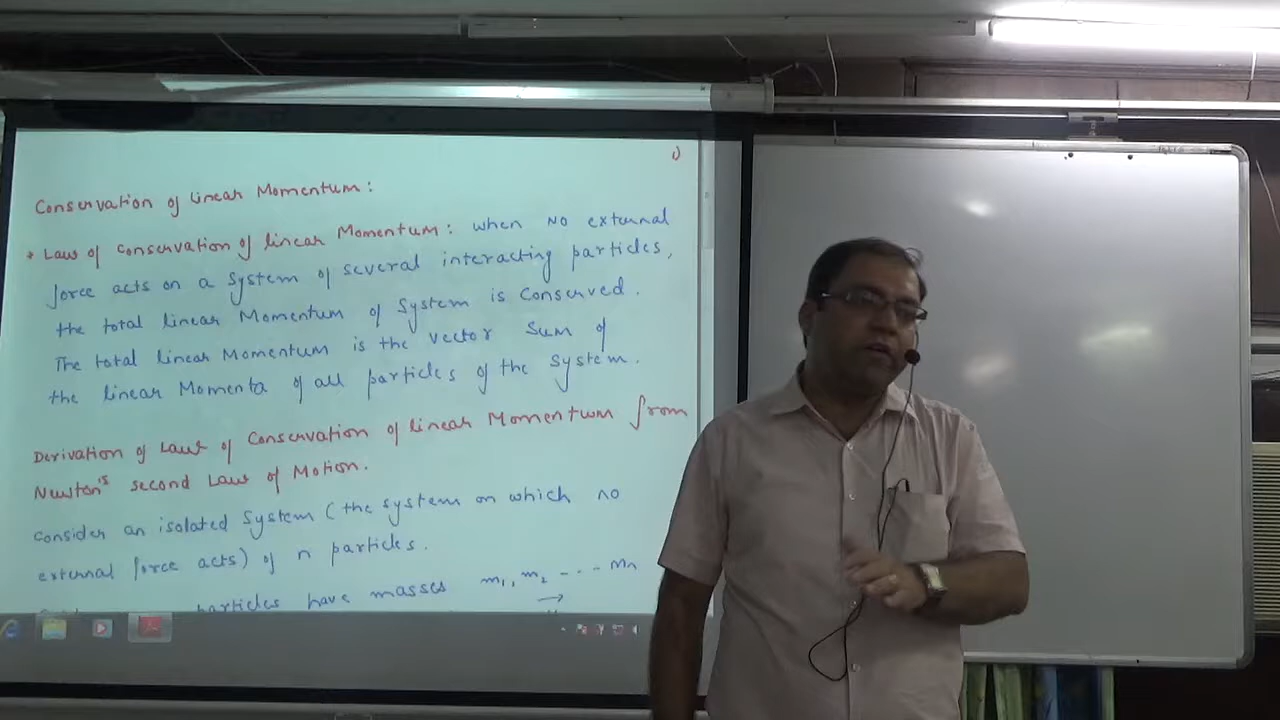 1)
Conservation of linear Momentum:
* Law of conservation of linear Momentum: when No external
force acts on a system of several interacting particles,
the total linear Momentum of system is conserved.
The total linear Momentum is the vector sum of
the linear Momenta of all particles of the system.
Derivation of Law of Conservation of linear Momentum from
Newton's second Law of Motion.
consider an isolated system (the system on which no
external force acts) of n particles.
particles have masses m1, m2 - - - - mn